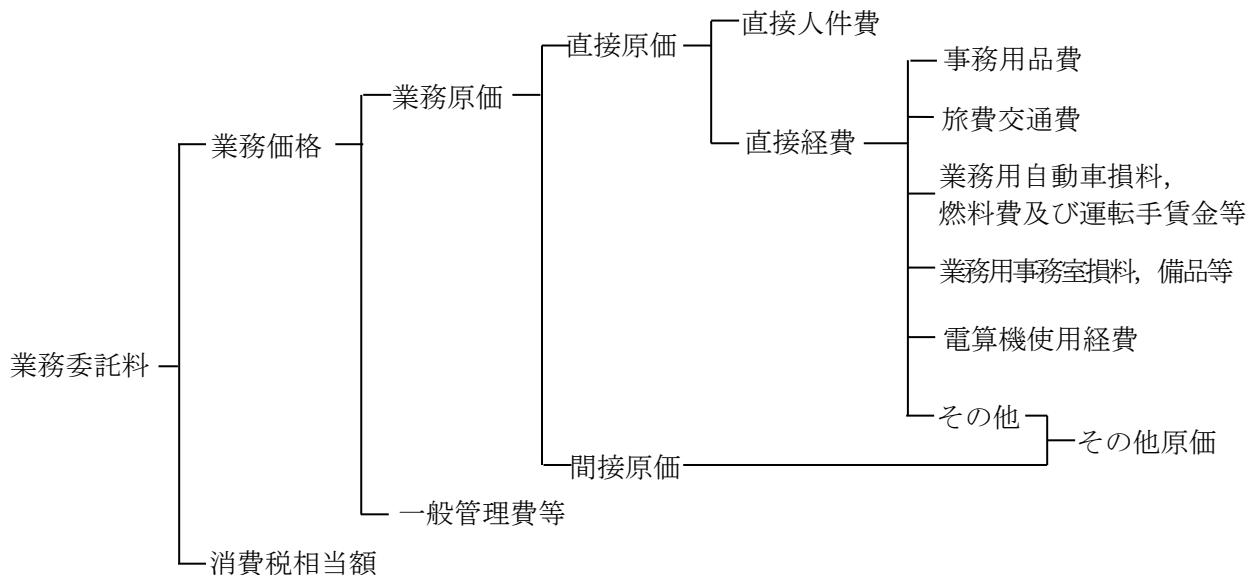 直接人件費
直接原価
事務用品費
業務原価
旅費交通費
業務価格
直接経費
業務用自動車損料，
燃料費及び運転手賃金等
業務用事務室損料，備品等
電算機使用経費
業務委託料
その他
その他原価
間接原価
一般管理費等
消費税相当額